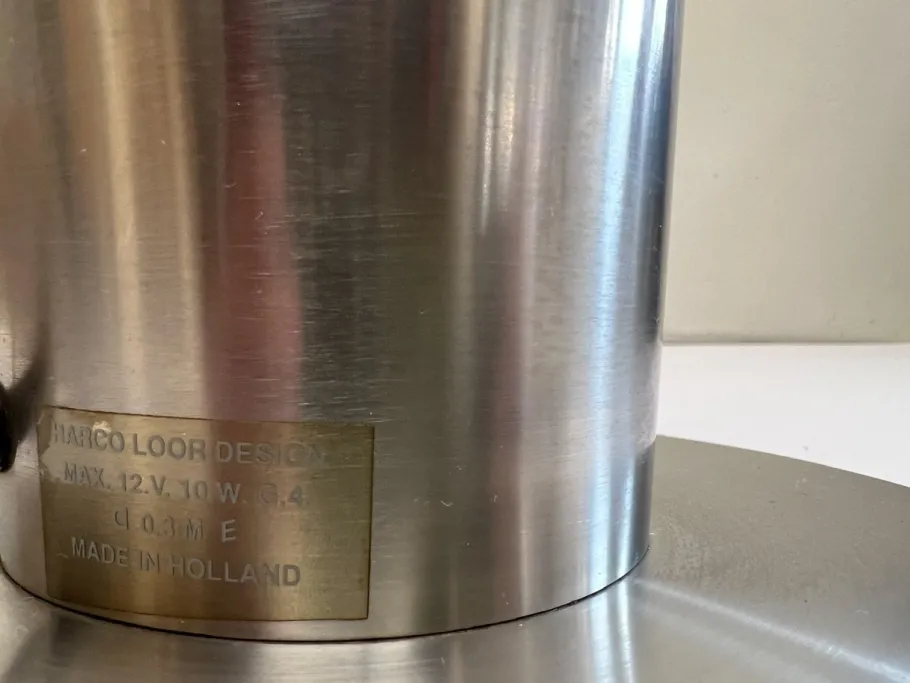 HARCO LOOR DESIGN
MAX. 12.V. 10.W. G.4
d 0.3 M E
MADE IN HOLLAND